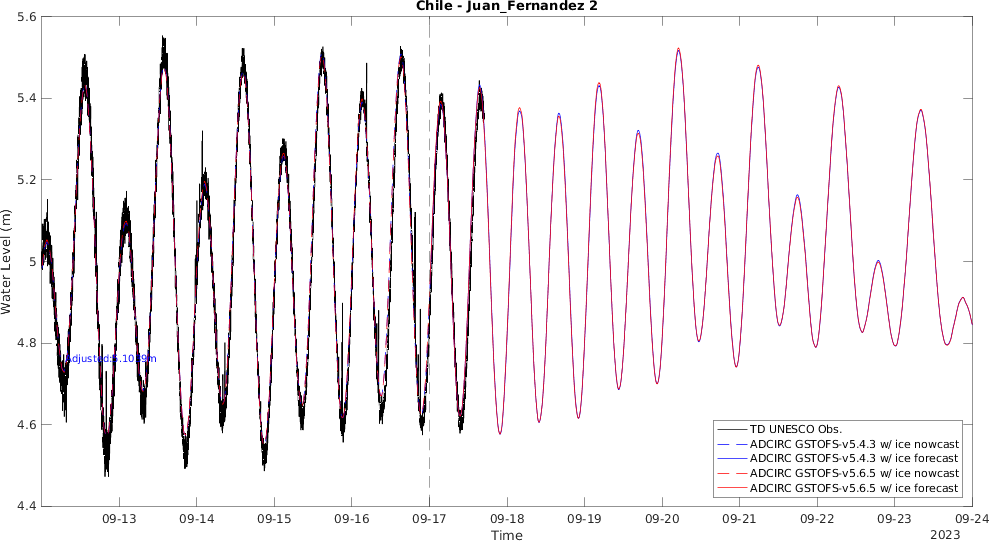 Chile - Juan_Fernandez 2
5.6
5.4
5.2
5
4.8
4.6
4.4
Water Level (m)
TD UNESCO Obs.
ADCIRC GSTOFS-v5.4.3 w/ ice nowcast
ADCIRC GSTOFS-v5.4.3 w/ ice forecast
ADCIRC GSTOFS-v5.6.5 w/ ice nowcast
ADCIRC GSTOFS-v5.6.5 w/ ice forecast
09-13 09-14 09-15 09-16 09-17 09-18 09-19 09-20 09-21 09-22 09-23 09-24
Time
2023